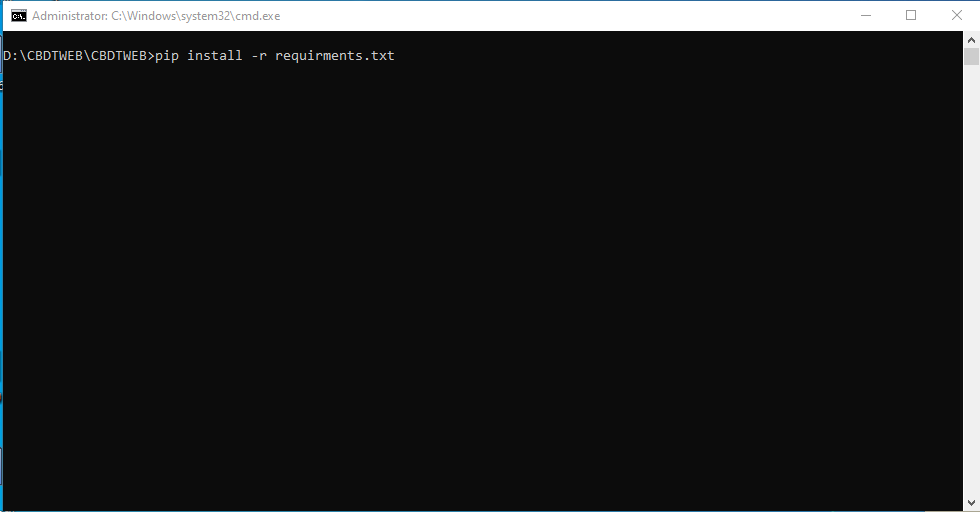 Administrator: C:\Windows\system32\cmd.exe
D:\CBDTWEB\CBDTWEB>pip install -r requirments.txt